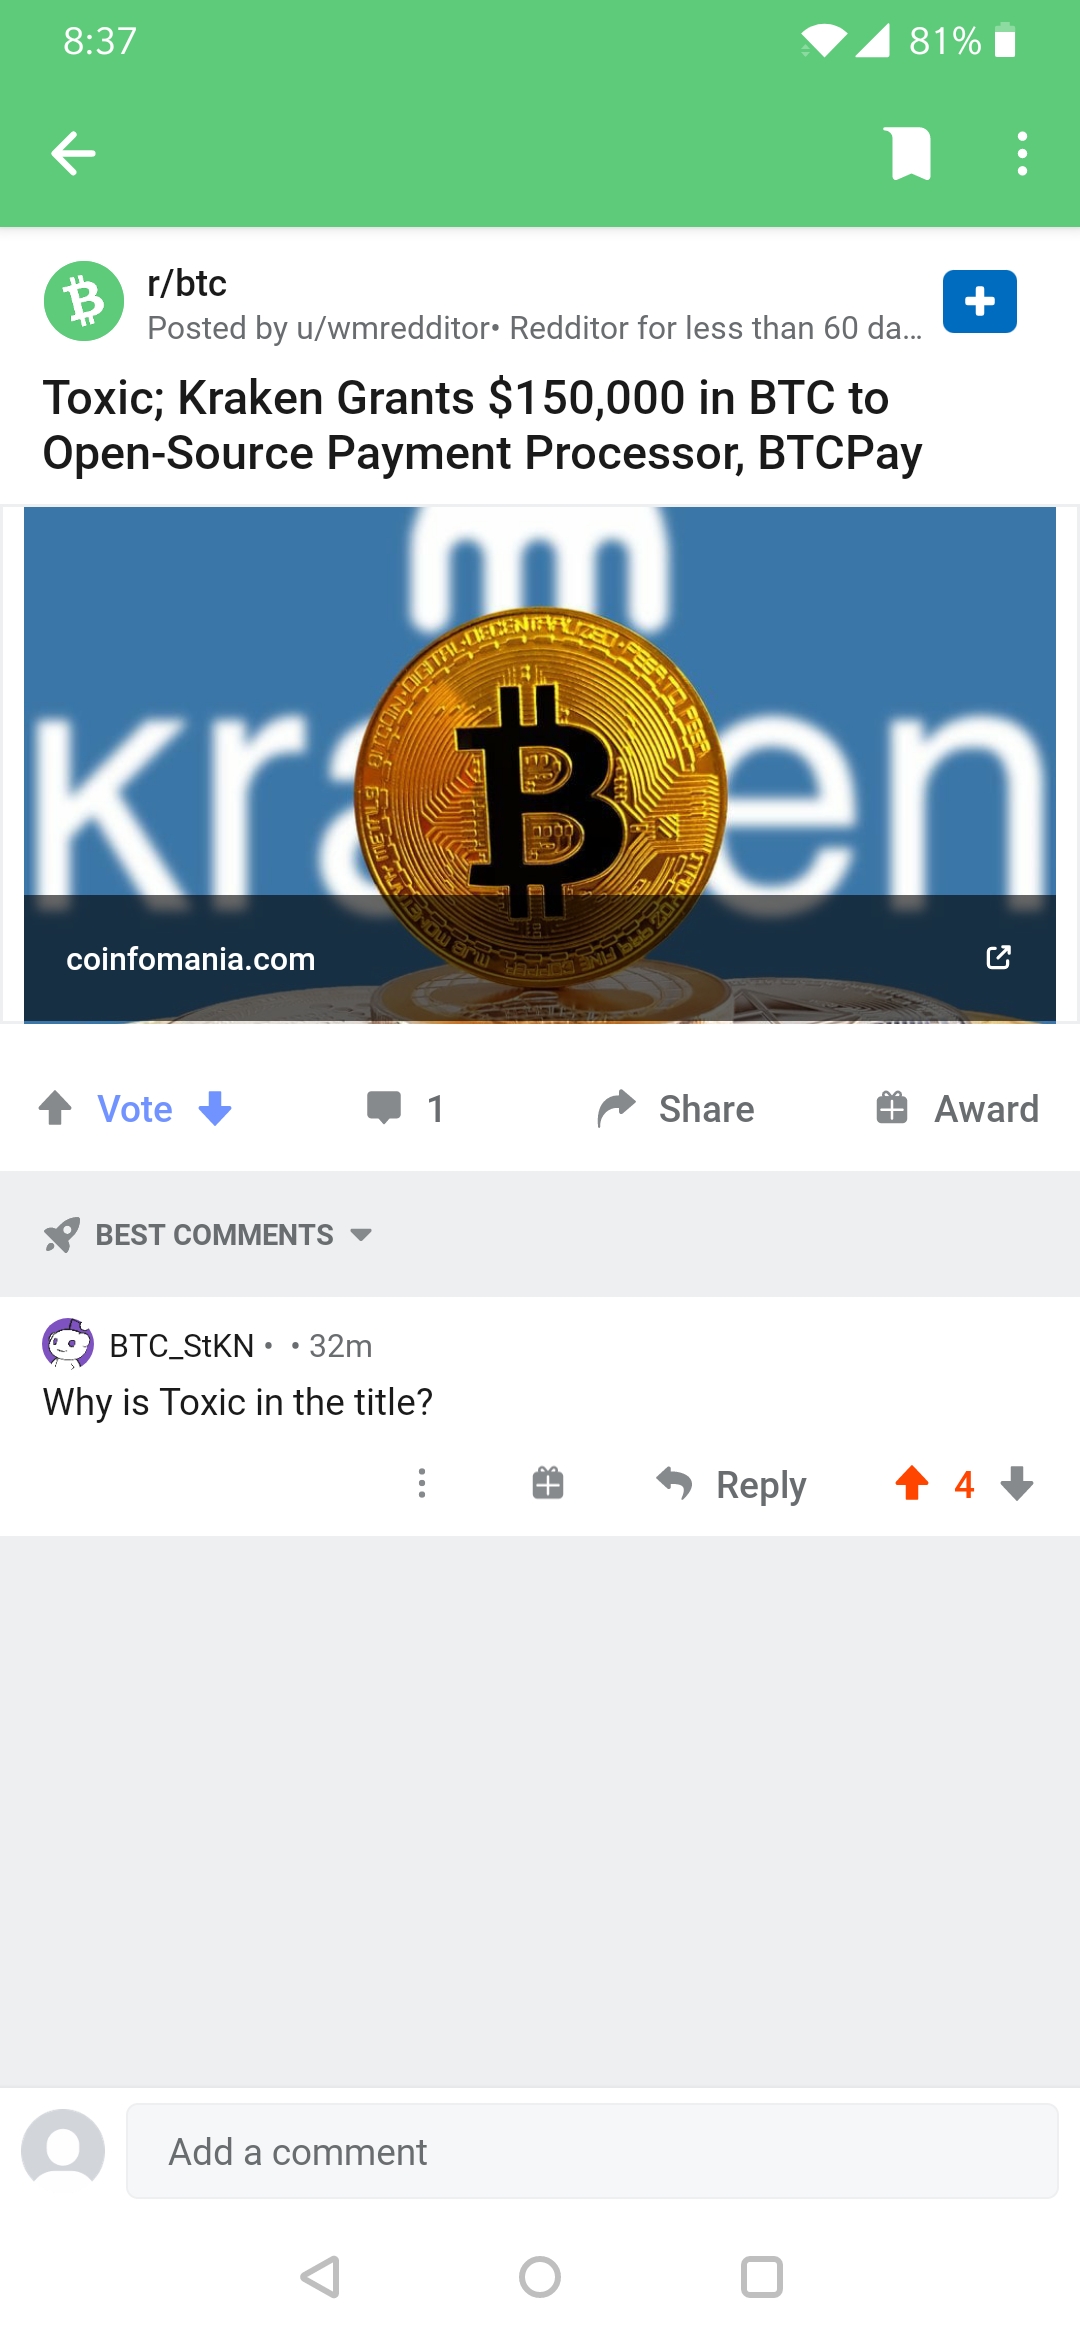 8:37
81%
r/btc
Posted by u/wmredditor• Redditor for less than 60 da...
Toxic; Kraken Grants $150,000 in BTC to
Open-Source Payment Processor, BTCPay
kra en
coinfomania.com
Vote
1
Share
Award
BEST COMMENTS
BTC_StKN • • 32m
Why is Toxic in the title?
Reply
4
Add a comment